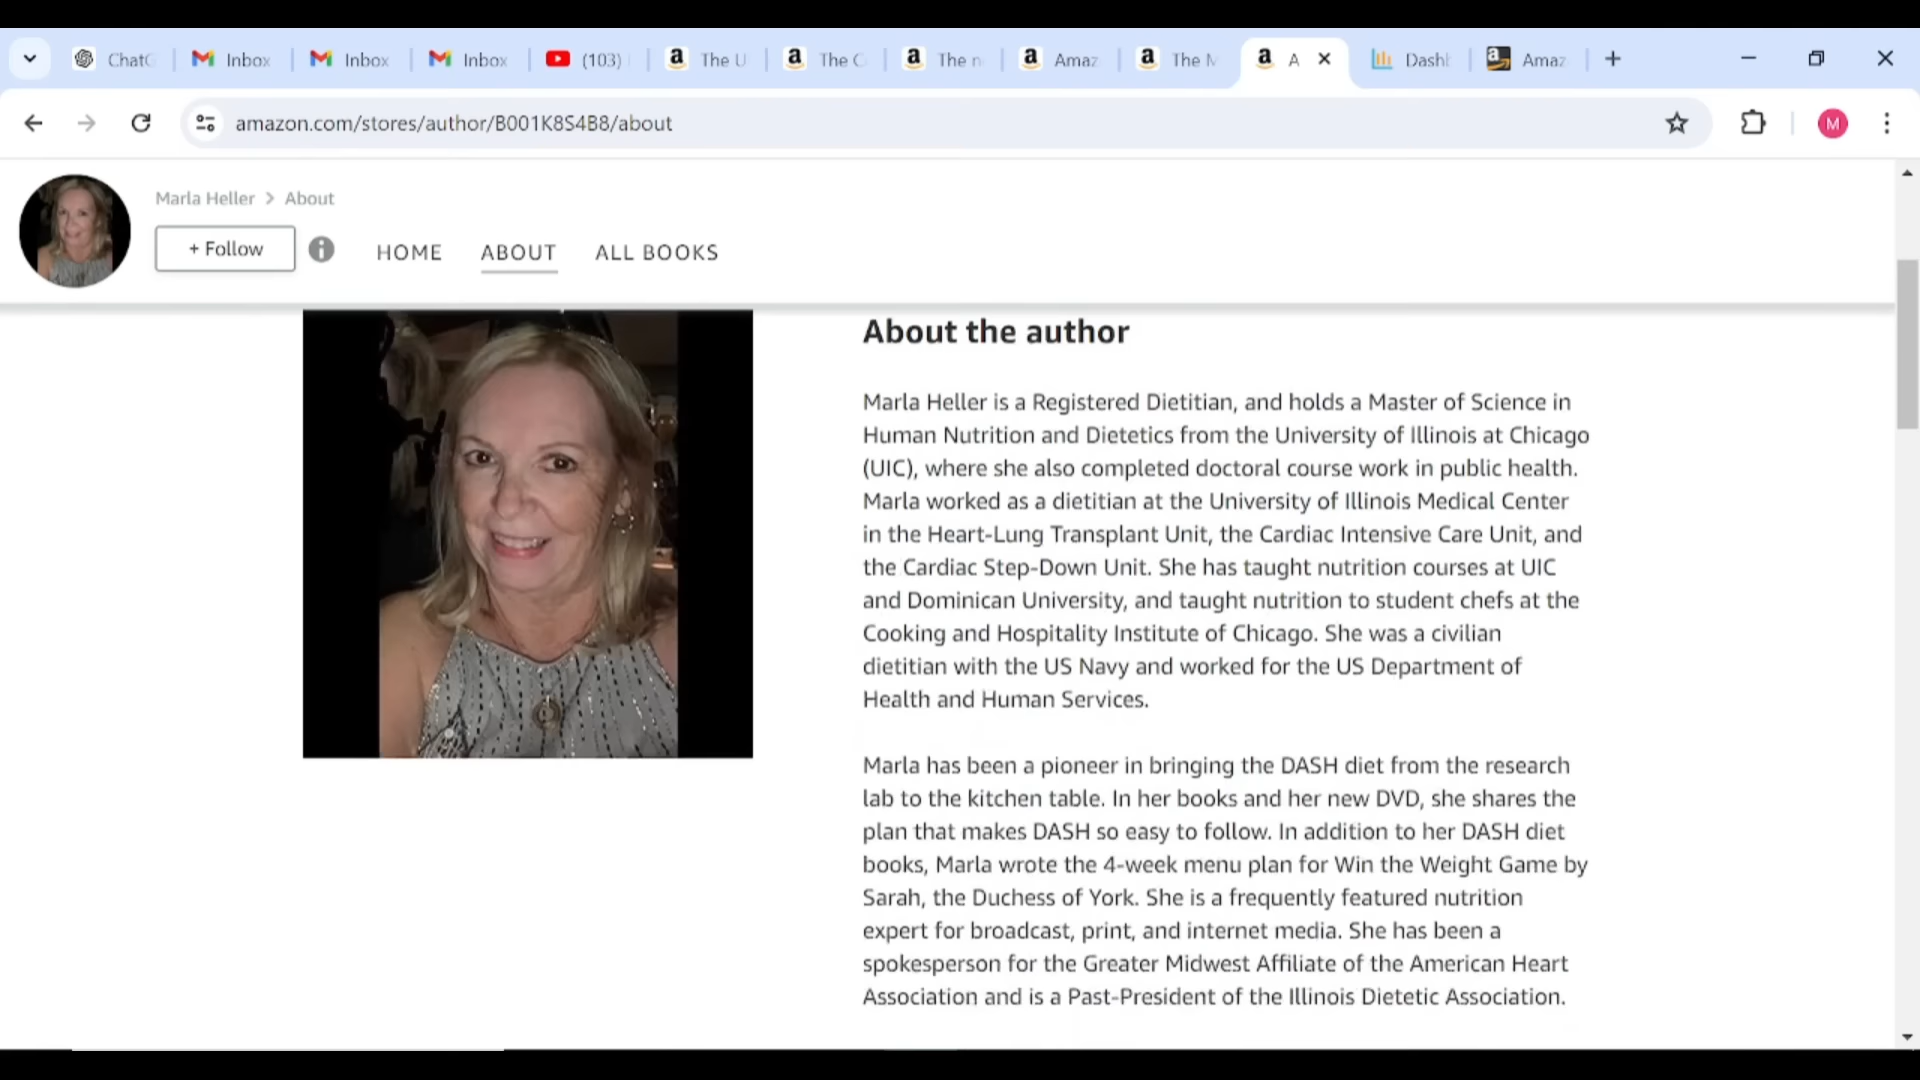 ChatG
Inbox
Inbox
Inbox
(103)
The U
The C
The n
Amaz
The M
A
Dashl
Amaz
amazon.com/stores/author/B001K8S4B8/about
M
Marla Heller > About
+ Follow
HOME
ABOUT
ALL BOOKS
About the author
Marla Heller is a Registered Dietitian, and holds a Master of Science in
Human Nutrition and Dietetics from the University of Illinois at Chicago
(UIC), where she also completed doctoral course work in public health.
Marla worked as a dietitian at the University of Illinois Medical Center
in the Heart-Lung Transplant Unit, the Cardiac Intensive Care Unit, and
the Cardiac Step-Down Unit. She has taught nutrition courses at UIC
and Dominican University, and taught nutrition to student chefs at the
Cooking and Hospitality Institute of Chicago. She was a civilian
dietitian with the US Navy and worked for the US Department of
Health and Human Services.
Marla has been a pioneer in bringing the DASH diet from the research
lab to the kitchen table. In her books and her new DVD, she shares the
plan that makes DASH so easy to follow. In addition to her DASH diet
books, Marla wrote the 4-week menu plan for Win the Weight Game by
Sarah, the Duchess of York. She is a frequently featured nutrition
expert for broadcast, print, and internet media. She has been a
spokesperson for the Greater Midwest Affiliate of the American Heart
Association and is a Past-President of the Illinois Dietetic Association.